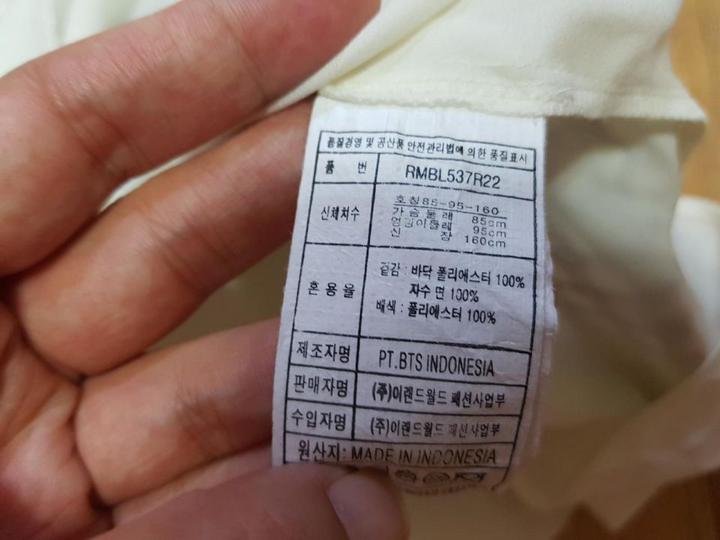 품질경영 및 공산품 안전관리법에 의한 품질표시
품 번 RMBL537R22
신체치수 호칭85-95-160
가슴둘레 85cm
엉덩이둘레 95cm
신 장 160cm
혼용율 겉감 : 바닥 폴리에스터 100%
자수 면 100%
배색 : 폴리에스터 100%
제조자명 PT.BTS INDONESIA
판매자명 (주)이랜드월드 패션사업부
수입자명 (주)이랜드월드 패션사업부
원산지: MADE IN INDONESIA